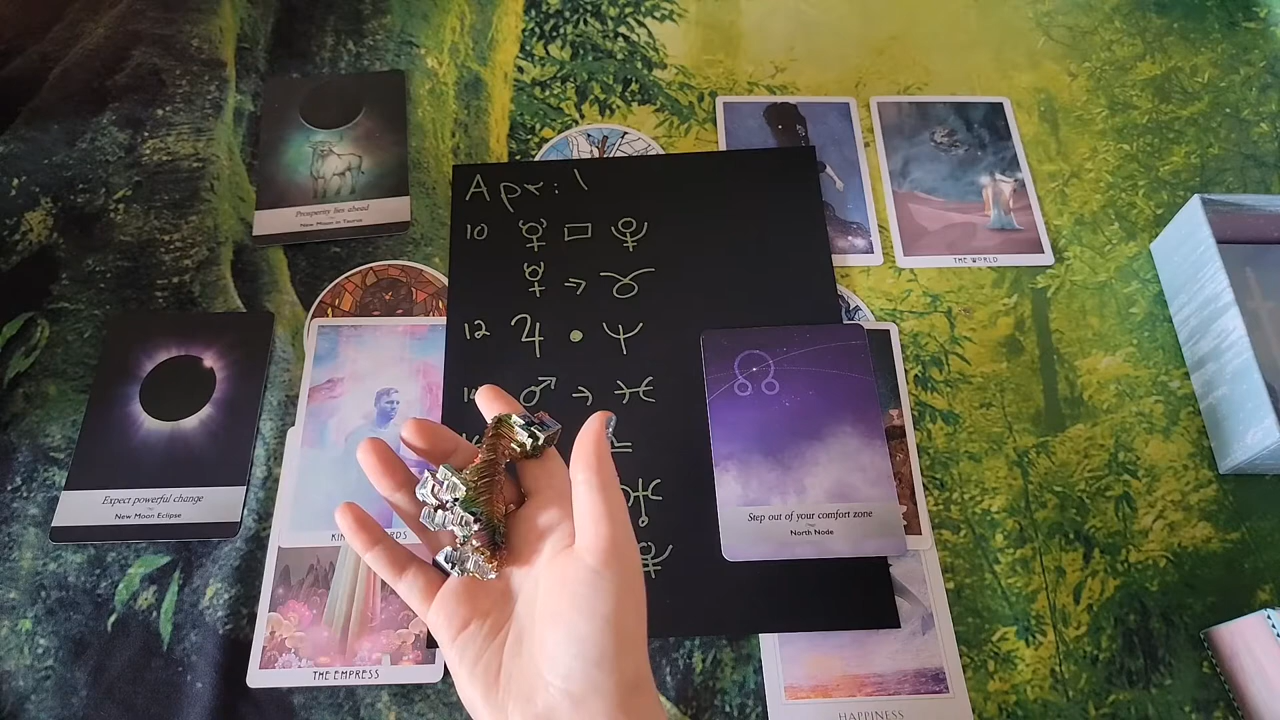 Prosperity lies ahead
New Moon in Taurus
THE WORLD
April
10 ☿ □ ♇
☿ → ♉
12 ♃ • ♆
♂ → ♓
♅
Expect powerful change
New Moon Eclipse
Step out of your comfort zone
North Node
THE EMPRESS
HAPPINESS